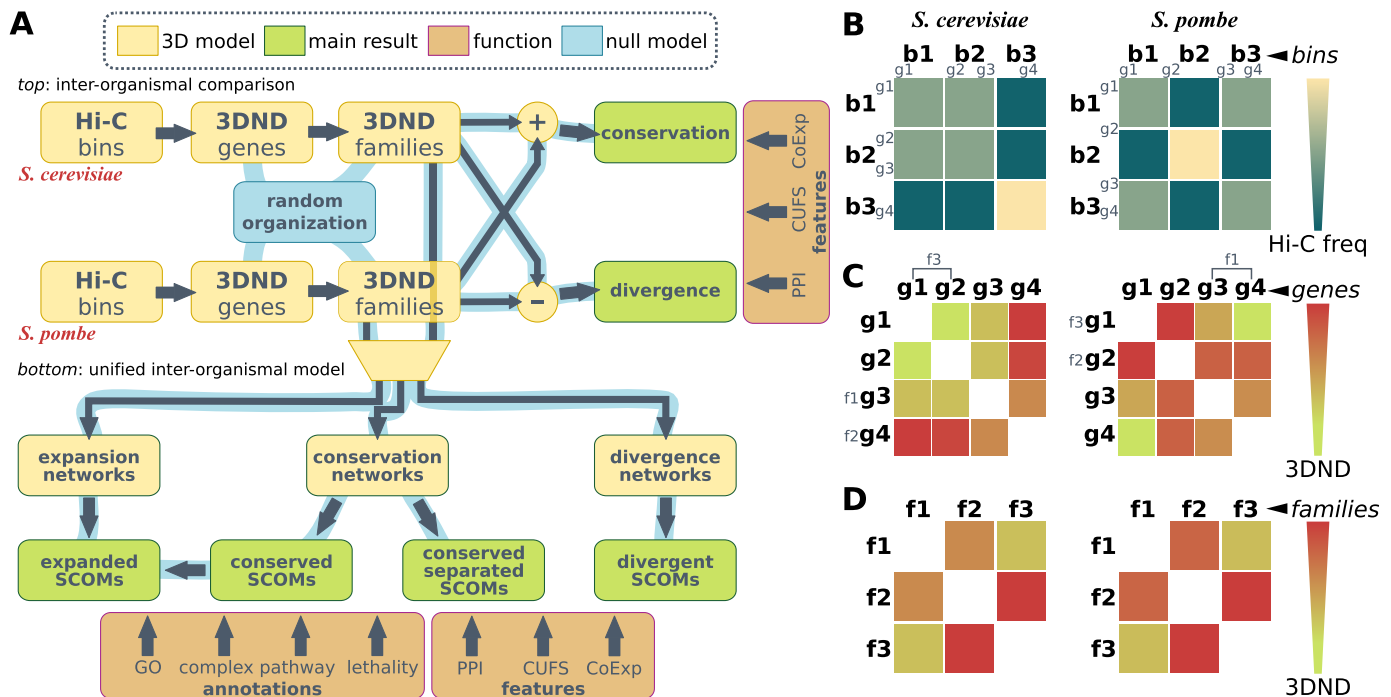 A
3D model
main result
function
null model
top: inter-organismal comparison
Hi-C
bins
3DND
genes
3DND
families
+
conservation
S. cerevisiae
random
organization
Hi-C
bins
3DND
genes
3DND
families
-
divergence
S. pombe
CoExp
CUFS
PPI
features
bottom: unified inter-organismal model
expansion
networks
conservation
networks
divergence
networks
expanded
SCOMs
conserved
SCOMs
conserved
separated
SCOMs
divergent
SCOMs
GO
complex
pathway
lethality
annotations
PPI
CUFS
CoExp
features
B
S. cerevisiae
S. pombe
b1 b2 b3
g1 g2 g3 g4
b1 b2 b3
g1 g2 g3 g4
bins
b1 g1
b2 g2 g3
b3 g4
b1 g1
b2 g2
b3 g3 g4
Hi-C freq
C
f3
g1 g2 g3 g4
f1
g1 g2 g3 g4
genes
g1
g2
f1 g3
f2 g4
f3 g1
f2 g2
g3
g4
3DND
D
f1 f2 f3
f1 f2 f3
families
f1
f2
f3
f1
f2
f3
3DND